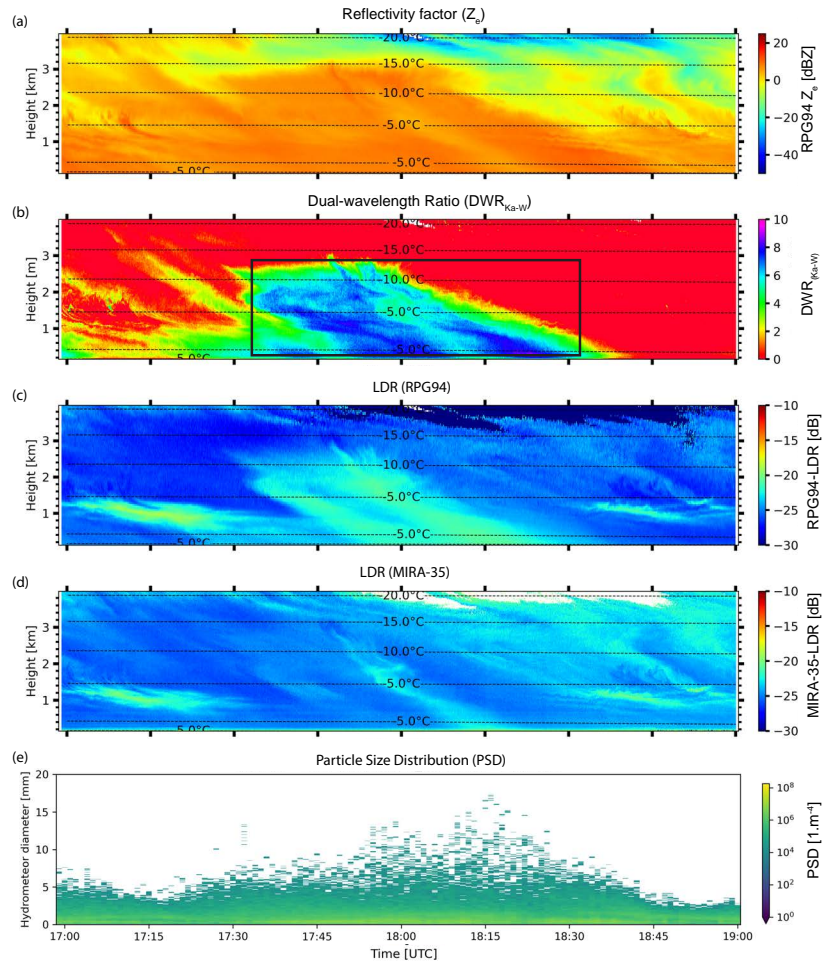 (a)
Reflectivity factor (Ze)
-20.0°C
-15.0°C
-10.0°C
-5.0°C
-5.0°C
-5.0°C
Height [km]
3
2
1
20
0
−20
−40
RPG94 Ze [dBZ]
(b)
Dual-wavelength Ratio (DWRKa-W)
20.0°C
-15.0°C
-10.0°C
-5.0°C
-5.0°C
5.0°C
Height [m]
3
2
1
10
8
6
4
2
0
DWR(Ka-W)
(c)
LDR (RPG94)
15.0°C
10.0°C
-5.0°C
-5.0°C
-5.0°C
Height [km]
3
2
1
−10
−15
−20
−25
−30
RPG94-LDR [dB]
(d)
LDR (MIRA-35)
20.0°C
15.0°C
10.0°C
-5.0°C
-5.0°C
-5.0°C
Height [km]
3
2
1
−10
−15
−20
−25
−30
MIRA-35-LDR [dB]
(e)
Particle Size Distribution (PSD)
Hydrometeor diameter [mm]
20
15
10
5
0
10^8
10^6
10^4
10^2
10^0
PSD [1.m-4]
17:00 17:15 17:30 17:45 18:00 18:15 18:30 18:45 19:00
Time [UTC]